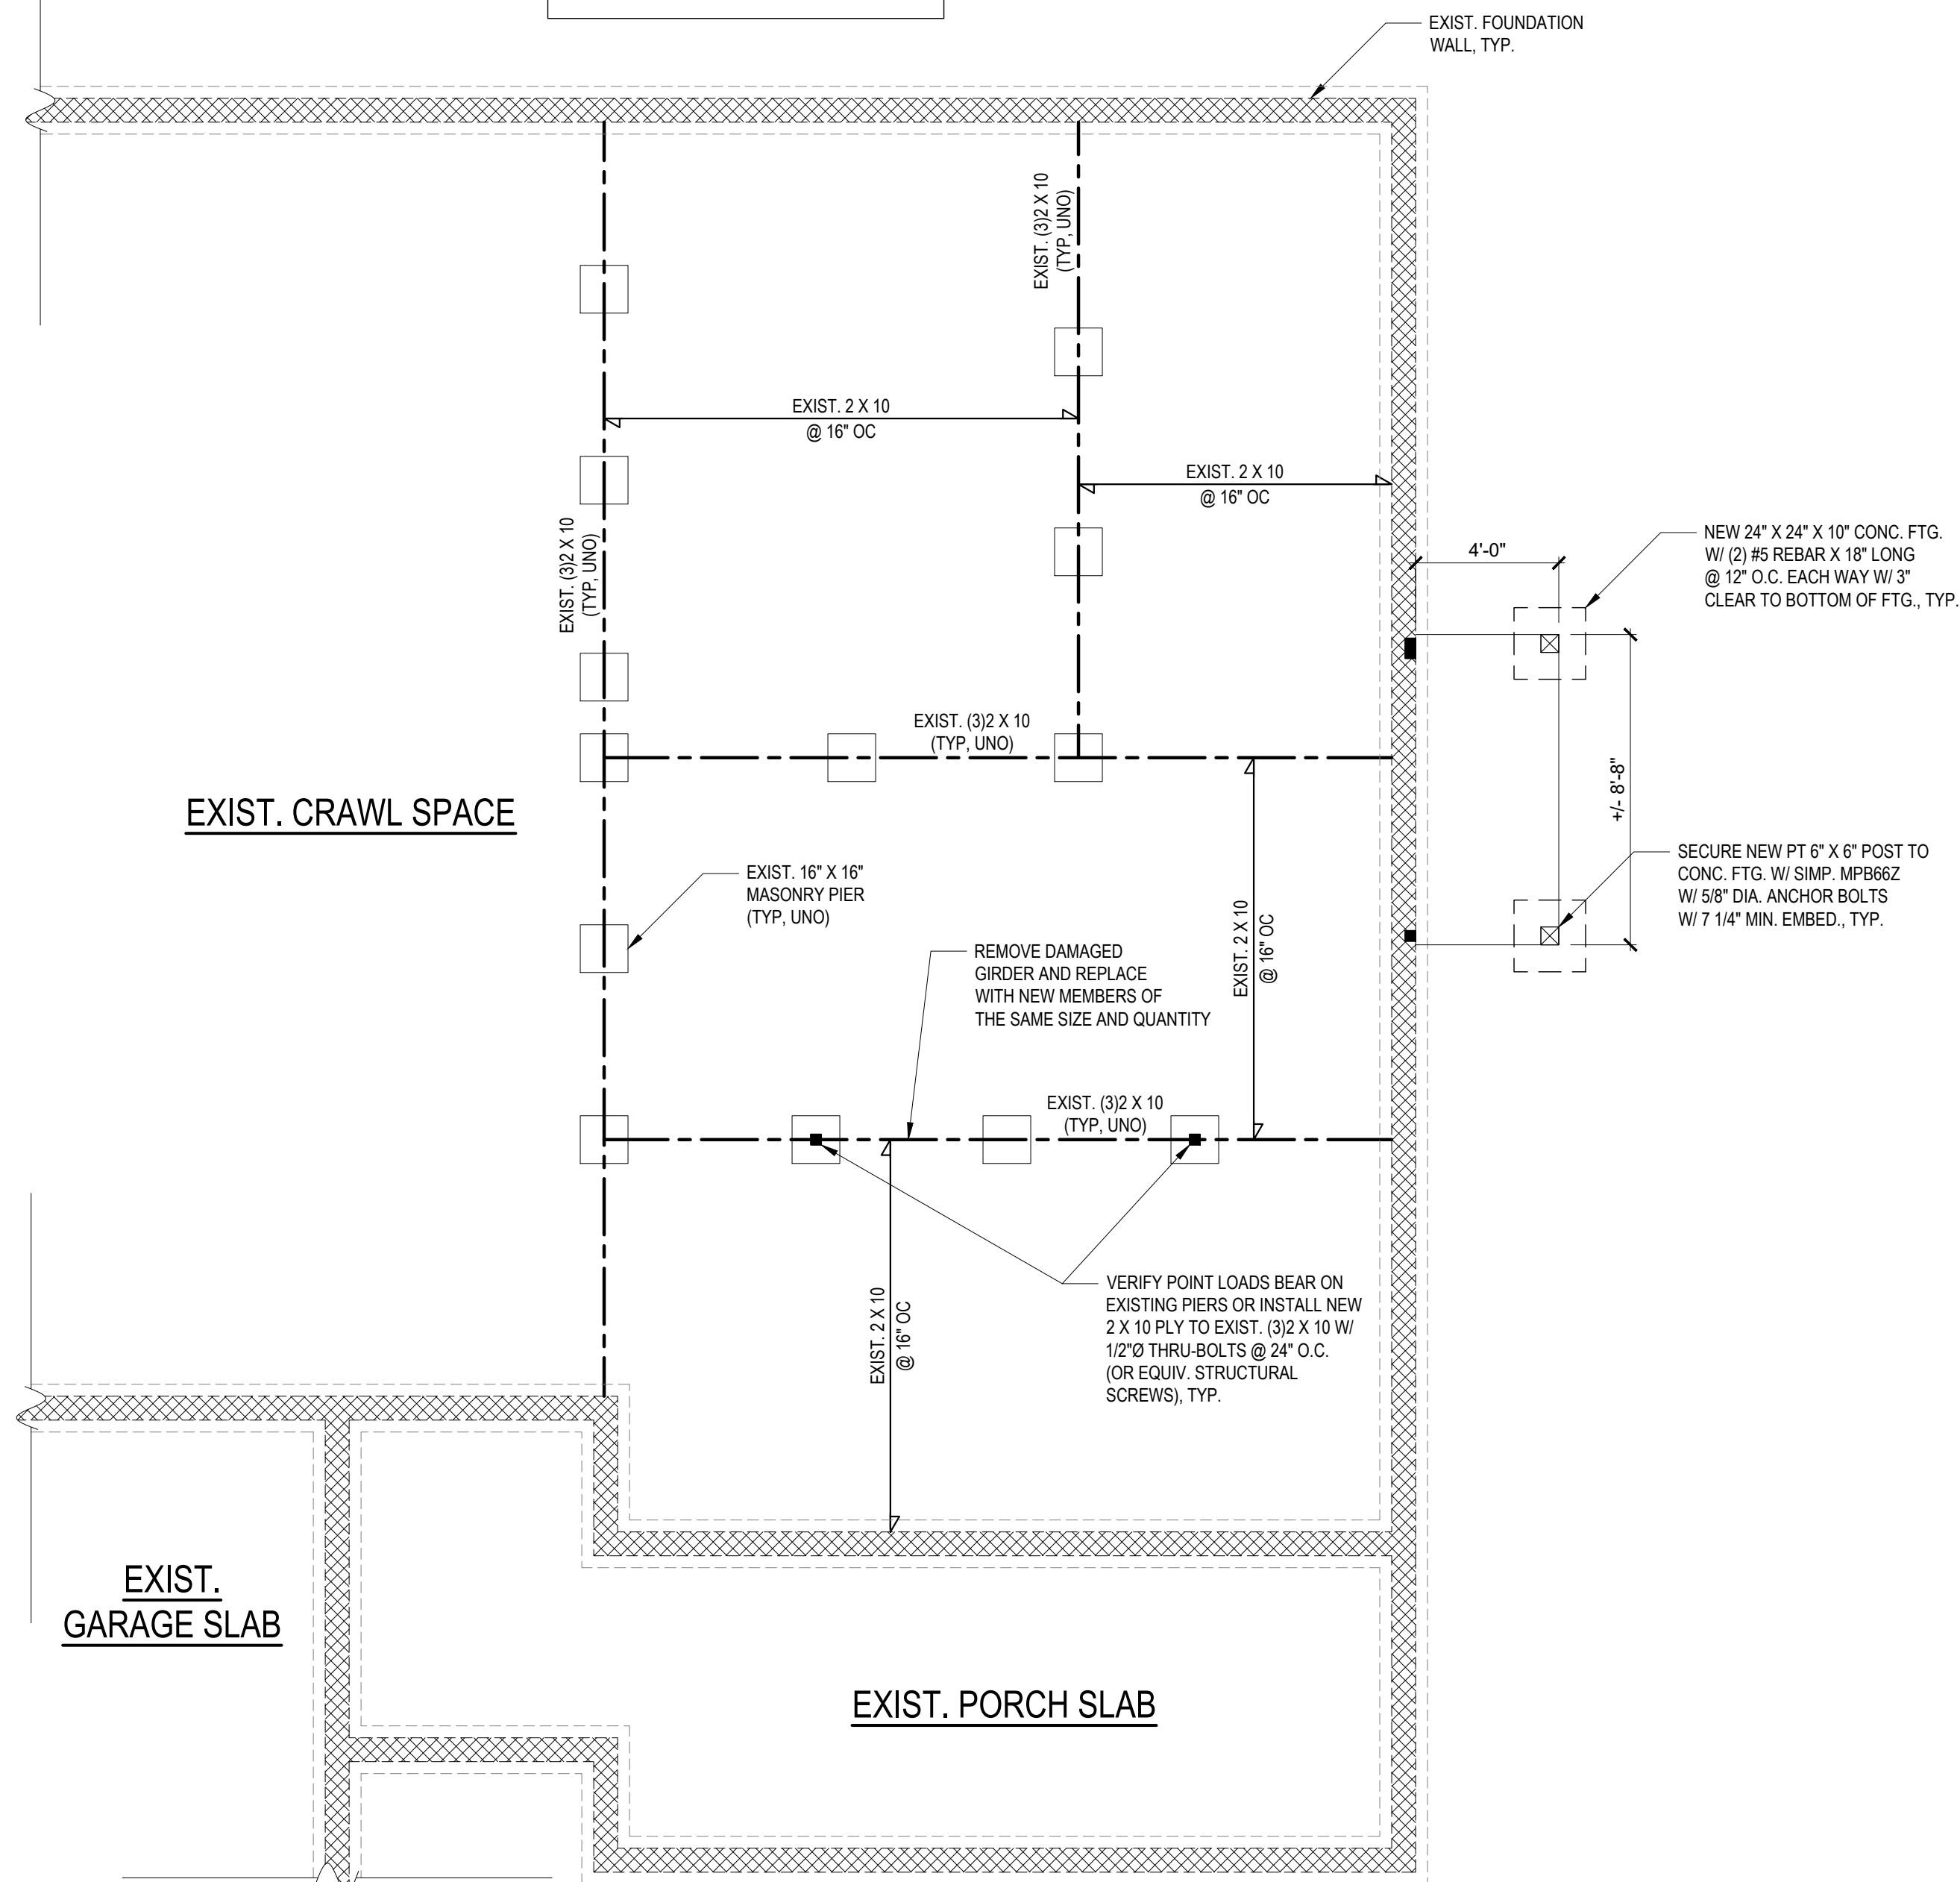 EXIST. FOUNDATION
WALL, TYP.
EXIST. (3)2 X 10
(TYP, UNO)
EXIST. 2 X 10
@ 16" OC
EXIST. 2 X 10
@ 16" OC
EXIST. (3)2 X 10
(TYP, UNO)
4'-0"
NEW 24" X 24" X 10" CONC. FTG.
W/ (2) #5 REBAR X 18" LONG
@ 12" O.C. EACH WAY W/ 3"
CLEAR TO BOTTOM OF FTG., TYP.
EXIST. (3)2 X 10
(TYP, UNO)
+/- 8'-8"
EXIST. CRAWL SPACE
SECURE NEW PT 6" X 6" POST TO
CONC. FTG. W/ SIMP. MPB66Z
W/ 5/8" DIA. ANCHOR BOLTS
W/ 7 1/4" MIN. EMBED., TYP.
EXIST. 16" X 16"
MASONRY PIER
(TYP, UNO)
EXIST. 2 X 10
@ 16" OC
REMOVE DAMAGED
GIRDER AND REPLACE
WITH NEW MEMBERS OF
THE SAME SIZE AND QUANTITY
EXIST. (3)2 X 10
(TYP, UNO)
VERIFY POINT LOADS BEAR ON
EXISTING PIERS OR INSTALL NEW
2 X 10 PLY TO EXIST. (3)2 X 10 W/
1/2"Ø THRU-BOLTS @ 24" O.C.
(OR EQUIV. STRUCTURAL
SCREWS), TYP.
EXIST. 2 X 10
@ 16" OC
EXIST.
GARAGE SLAB
EXIST. PORCH SLAB